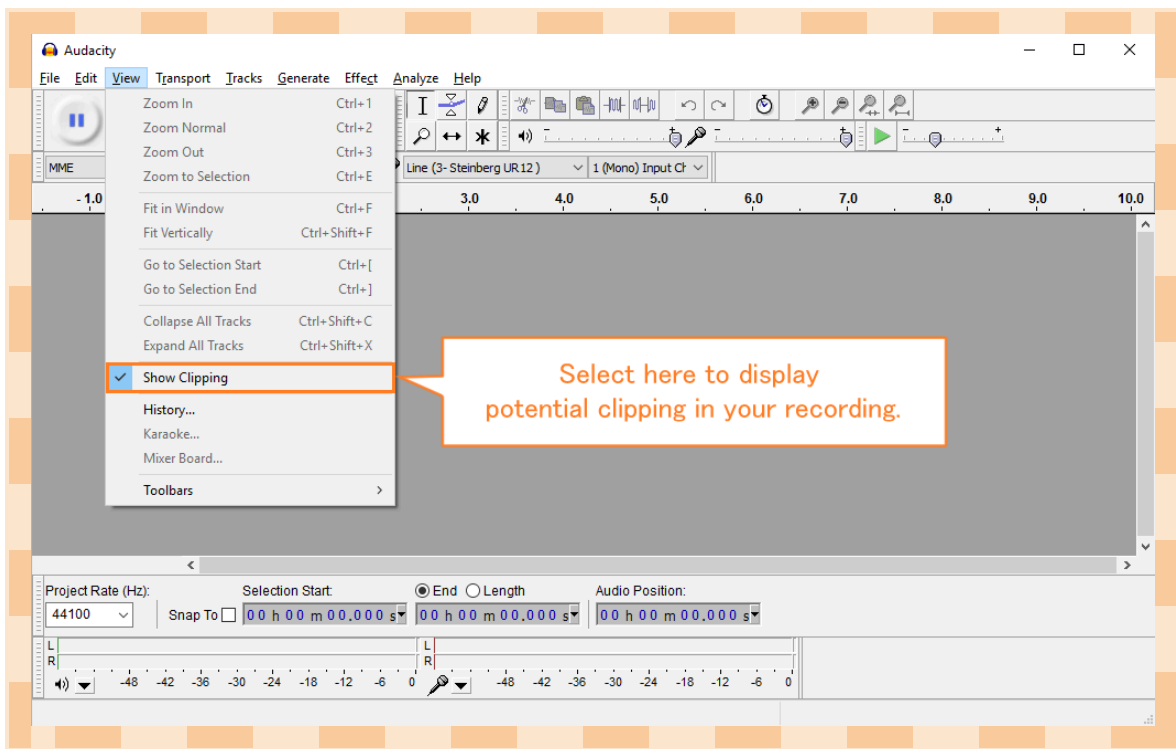 Audacity
File Edit View Transport Tracks Generate Effect Analyze Help
Zoom In Ctrl+1
Zoom Normal Ctrl+2
Zoom Out Ctrl+3
Zoom to Selection Ctrl+E
Fit in Window Ctrl+F
Fit Vertically Ctrl+Shift+F
Go to Selection Start Ctrl+[
Go to Selection End Ctrl+]
Collapse All Tracks Ctrl+Shift+C
Expand All Tracks Ctrl+Shift+X
Show Clipping
History...
Karaoke...
Mixer Board...
Toolbars
MME
Line (3- Steinberg UR12 ) 1 (Mono) Input Ch
- 1.0 3.0 4.0 5.0 6.0 7.0 8.0 9.0 10.0
Select here to display
potential clipping in your recording.
Project Rate (Hz): Selection Start: End Length Audio Position:
44100 Snap To 00 h 00 m 00.000 s 00 h 00 m 00.000 s 00 h 00 m 00.000 s
L L
R R
-48 -42 -36 -30 -24 -18 -12 -6 0 -48 -42 -36 -30 -24 -18 -12 -6 0